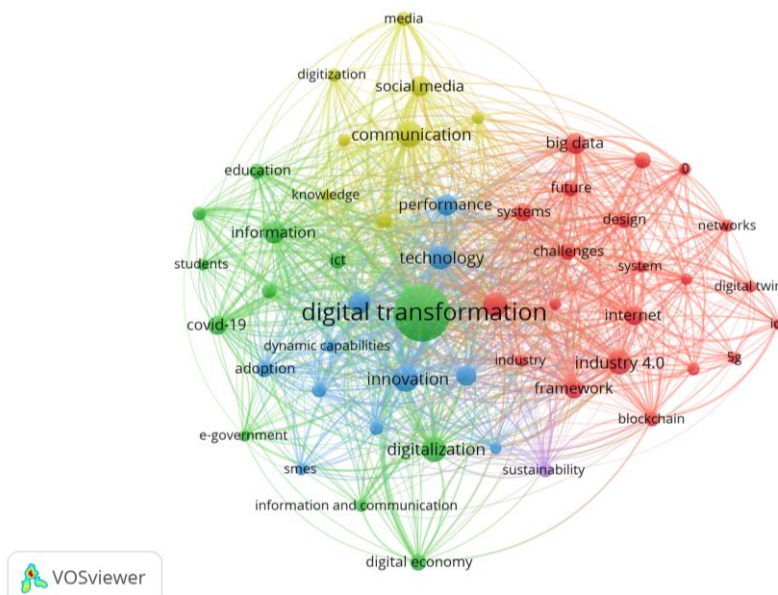 media
digitization
social media
communication
big data
education
0
future
knowledge
performance
systems
design
networks
information
ict
technology
challenges
students
system
digital twin
digital transformation
covid-19
internet
dynamic capabilities
industry
5g
adoption
innovation
industry 4.0
framework
blockchain
e-government
digitalization
smes
sustainability
information and communication
digital economy
VOSviewer